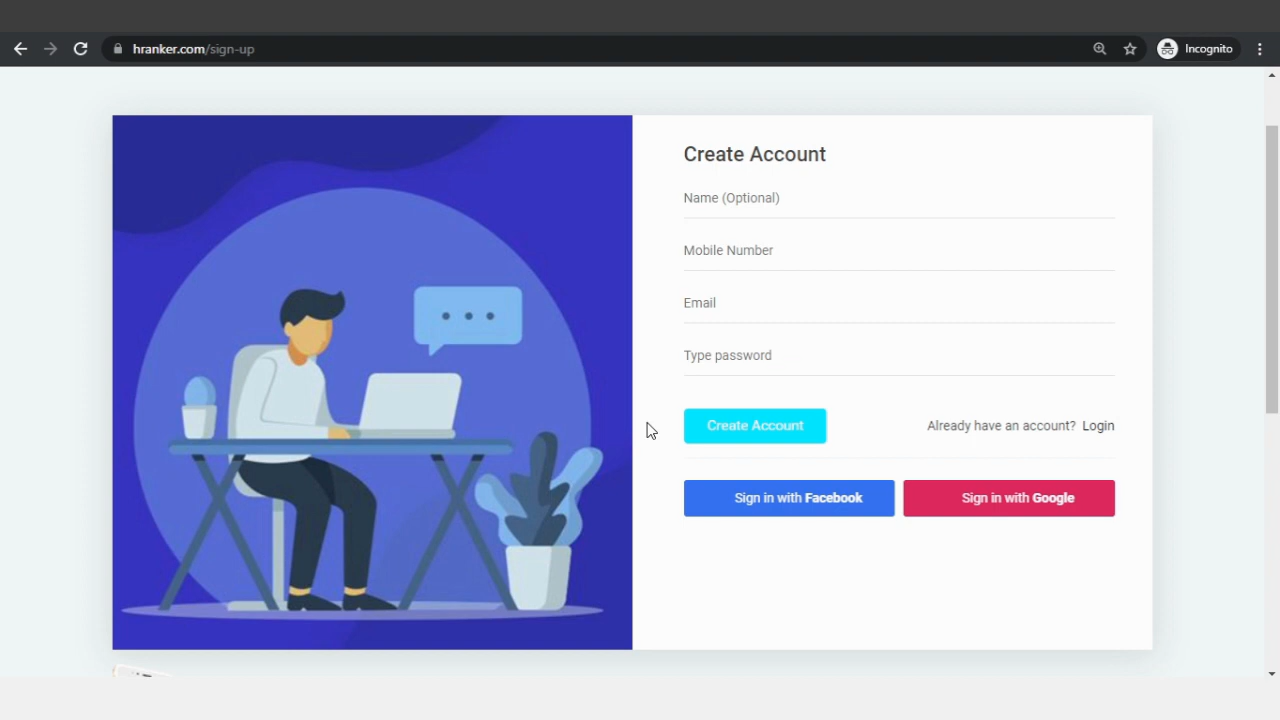 hranker.com/sign-up
Incognito
Create Account
Name (Optional)
Mobile Number
Email
Type password
Create Account
Already have an account? Login
Sign in with Facebook
Sign in with Google